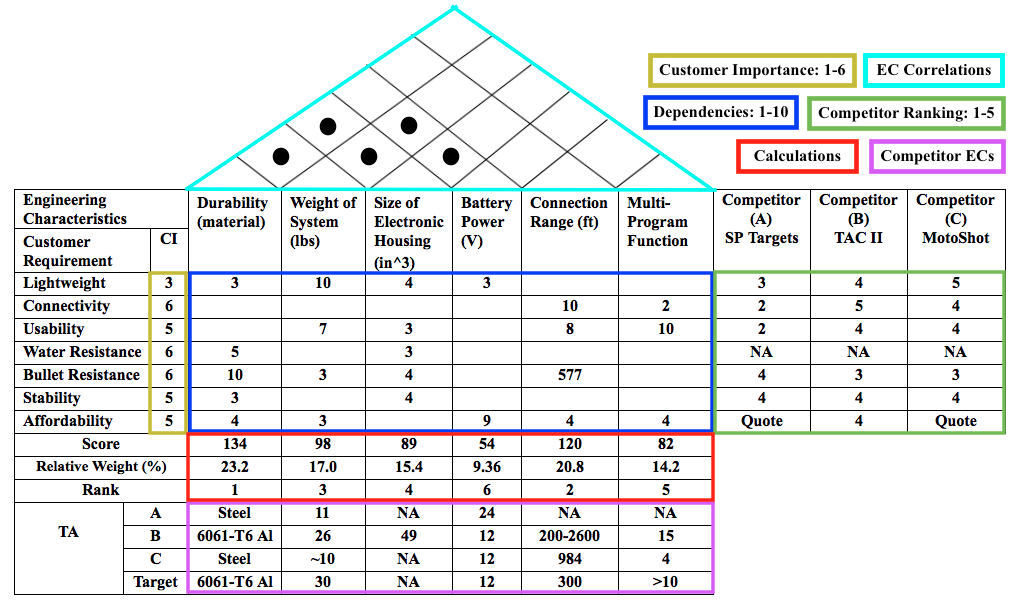 Customer Importance: 1-6
EC Correlations
Dependencies: 1-10
Competitor Ranking: 1-5
Calculations
Competitor ECs
Engineering Characteristics
Durability (material)
Weight of System (lbs)
Size of Electronic Housing (in^3)
Battery Power (V)
Connection Range (ft)
Multi-Program Function
Competitor (A) SP Targets
Competitor (B) TAC II
Competitor (C) MotoShot
Customer Requirement
CI
Lightweight 3 3 10 4 3 3 4 5
Connectivity 6 10 2 2 5 4
Usability 5 7 3 8 10 2 4 4
Water Resistance 6 5 3 NA NA NA
Bullet Resistance 6 10 3 4 577 4 3 3
Stability 5 3 4 4 4 4
Affordability 5 4 3 9 4 4 Quote 4 Quote
Score 134 98 89 54 120 82
Relative Weight (%) 23.2 17.0 15.4 9.36 20.8 14.2
Rank 1 3 4 6 2 5
TA
A Steel 11 NA 24 NA NA
B 6061-T6 Al 26 49 12 200-2600 15
C Steel ~10 NA 12 984 4
Target 6061-T6 Al 30 NA 12 300 >10